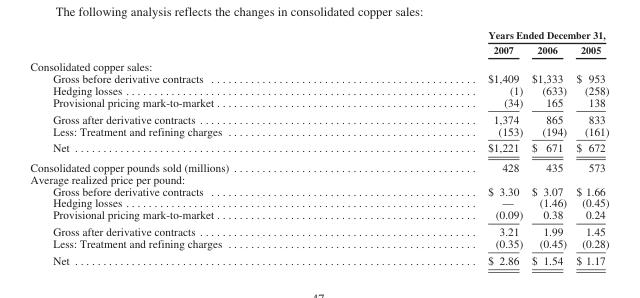 The following analysis reflects the changes in consolidated copper sales:
Years Ended December 31,
2007 2006 2005
Consolidated copper sales:
Gross before derivative contracts $1,409 $1,333 $ 953
Hedging losses (1) (633) (258)
Provisional pricing mark-to-market (34) 165 138
Gross after derivative contracts 1,374 865 833
Less: Treatment and refining charges (153) (194) (161)
Net $1,221 $ 671 $ 672
Consolidated copper pounds sold (millions) 428 435 573
Average realized price per pound:
Gross before derivative contracts $ 3.30 $ 3.07 $ 1.66
Hedging losses — (1.46) (0.45)
Provisional pricing mark-to-market (0.09) 0.38 0.24
Gross after derivative contracts 3.21 1.99 1.45
Less: Treatment and refining charges (0.35) (0.45) (0.28)
Net $ 2.86 $ 1.54 $ 1.17